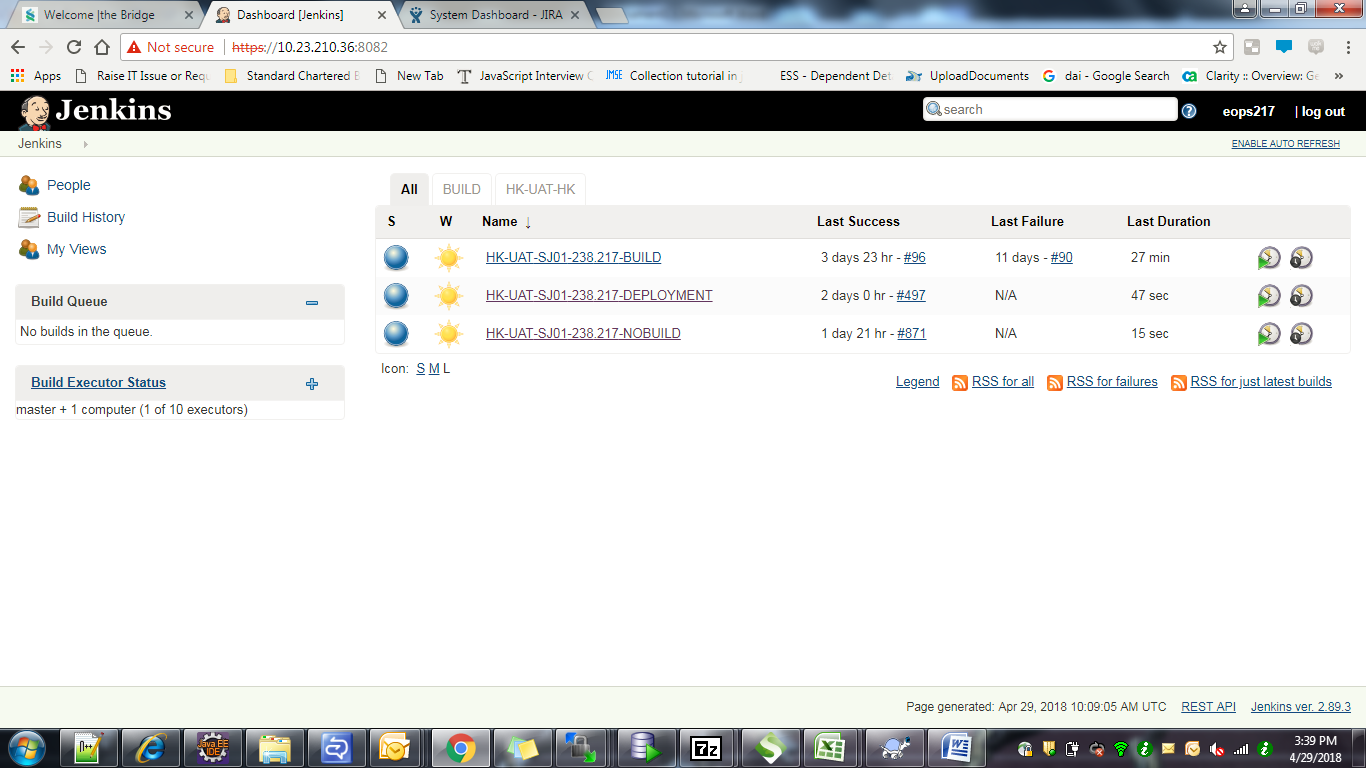 Welcome |the Bridge
Dashboard [Jenkins]
System Dashboard - JIRA
Not secure | https://10.23.210.36:8082
Apps
Raise IT Issue or Requ
Standard Chartered B
New Tab
JavaScript Interview C
JMSE Collection tutorial in j
ESS - Dependent Det
UploadDocuments
dai - Google Search
ca Clarity :: Overview: Ge
»
Jenkins
search
eops217
| log out
Jenkins
ENABLE AUTO REFRESH
People
Build History
My Views
Build Queue
No builds in the queue.
Build Executor Status
master + 1 computer (1 of 10 executors)
All BUILD HK-UAT-HK
S W Name ↓ Last Success Last Failure Last Duration
HK-UAT-SJ01-238.217-BUILD 3 days 23 hr - #96 11 days - #90 27 min
HK-UAT-SJ01-238.217-DEPLOYMENT 2 days 0 hr - #497 N/A 47 sec
HK-UAT-SJ01-238.217-NOBUILD 1 day 21 hr - #871 N/A 15 sec
Icon: S M L
Legend RSS for all RSS for failures RSS for just latest builds
Page generated: Apr 29, 2018 10:09:05 AM UTC REST API Jenkins ver. 2.89.3
Java EE
IDE
7z
3:39 PM
4/29/2018